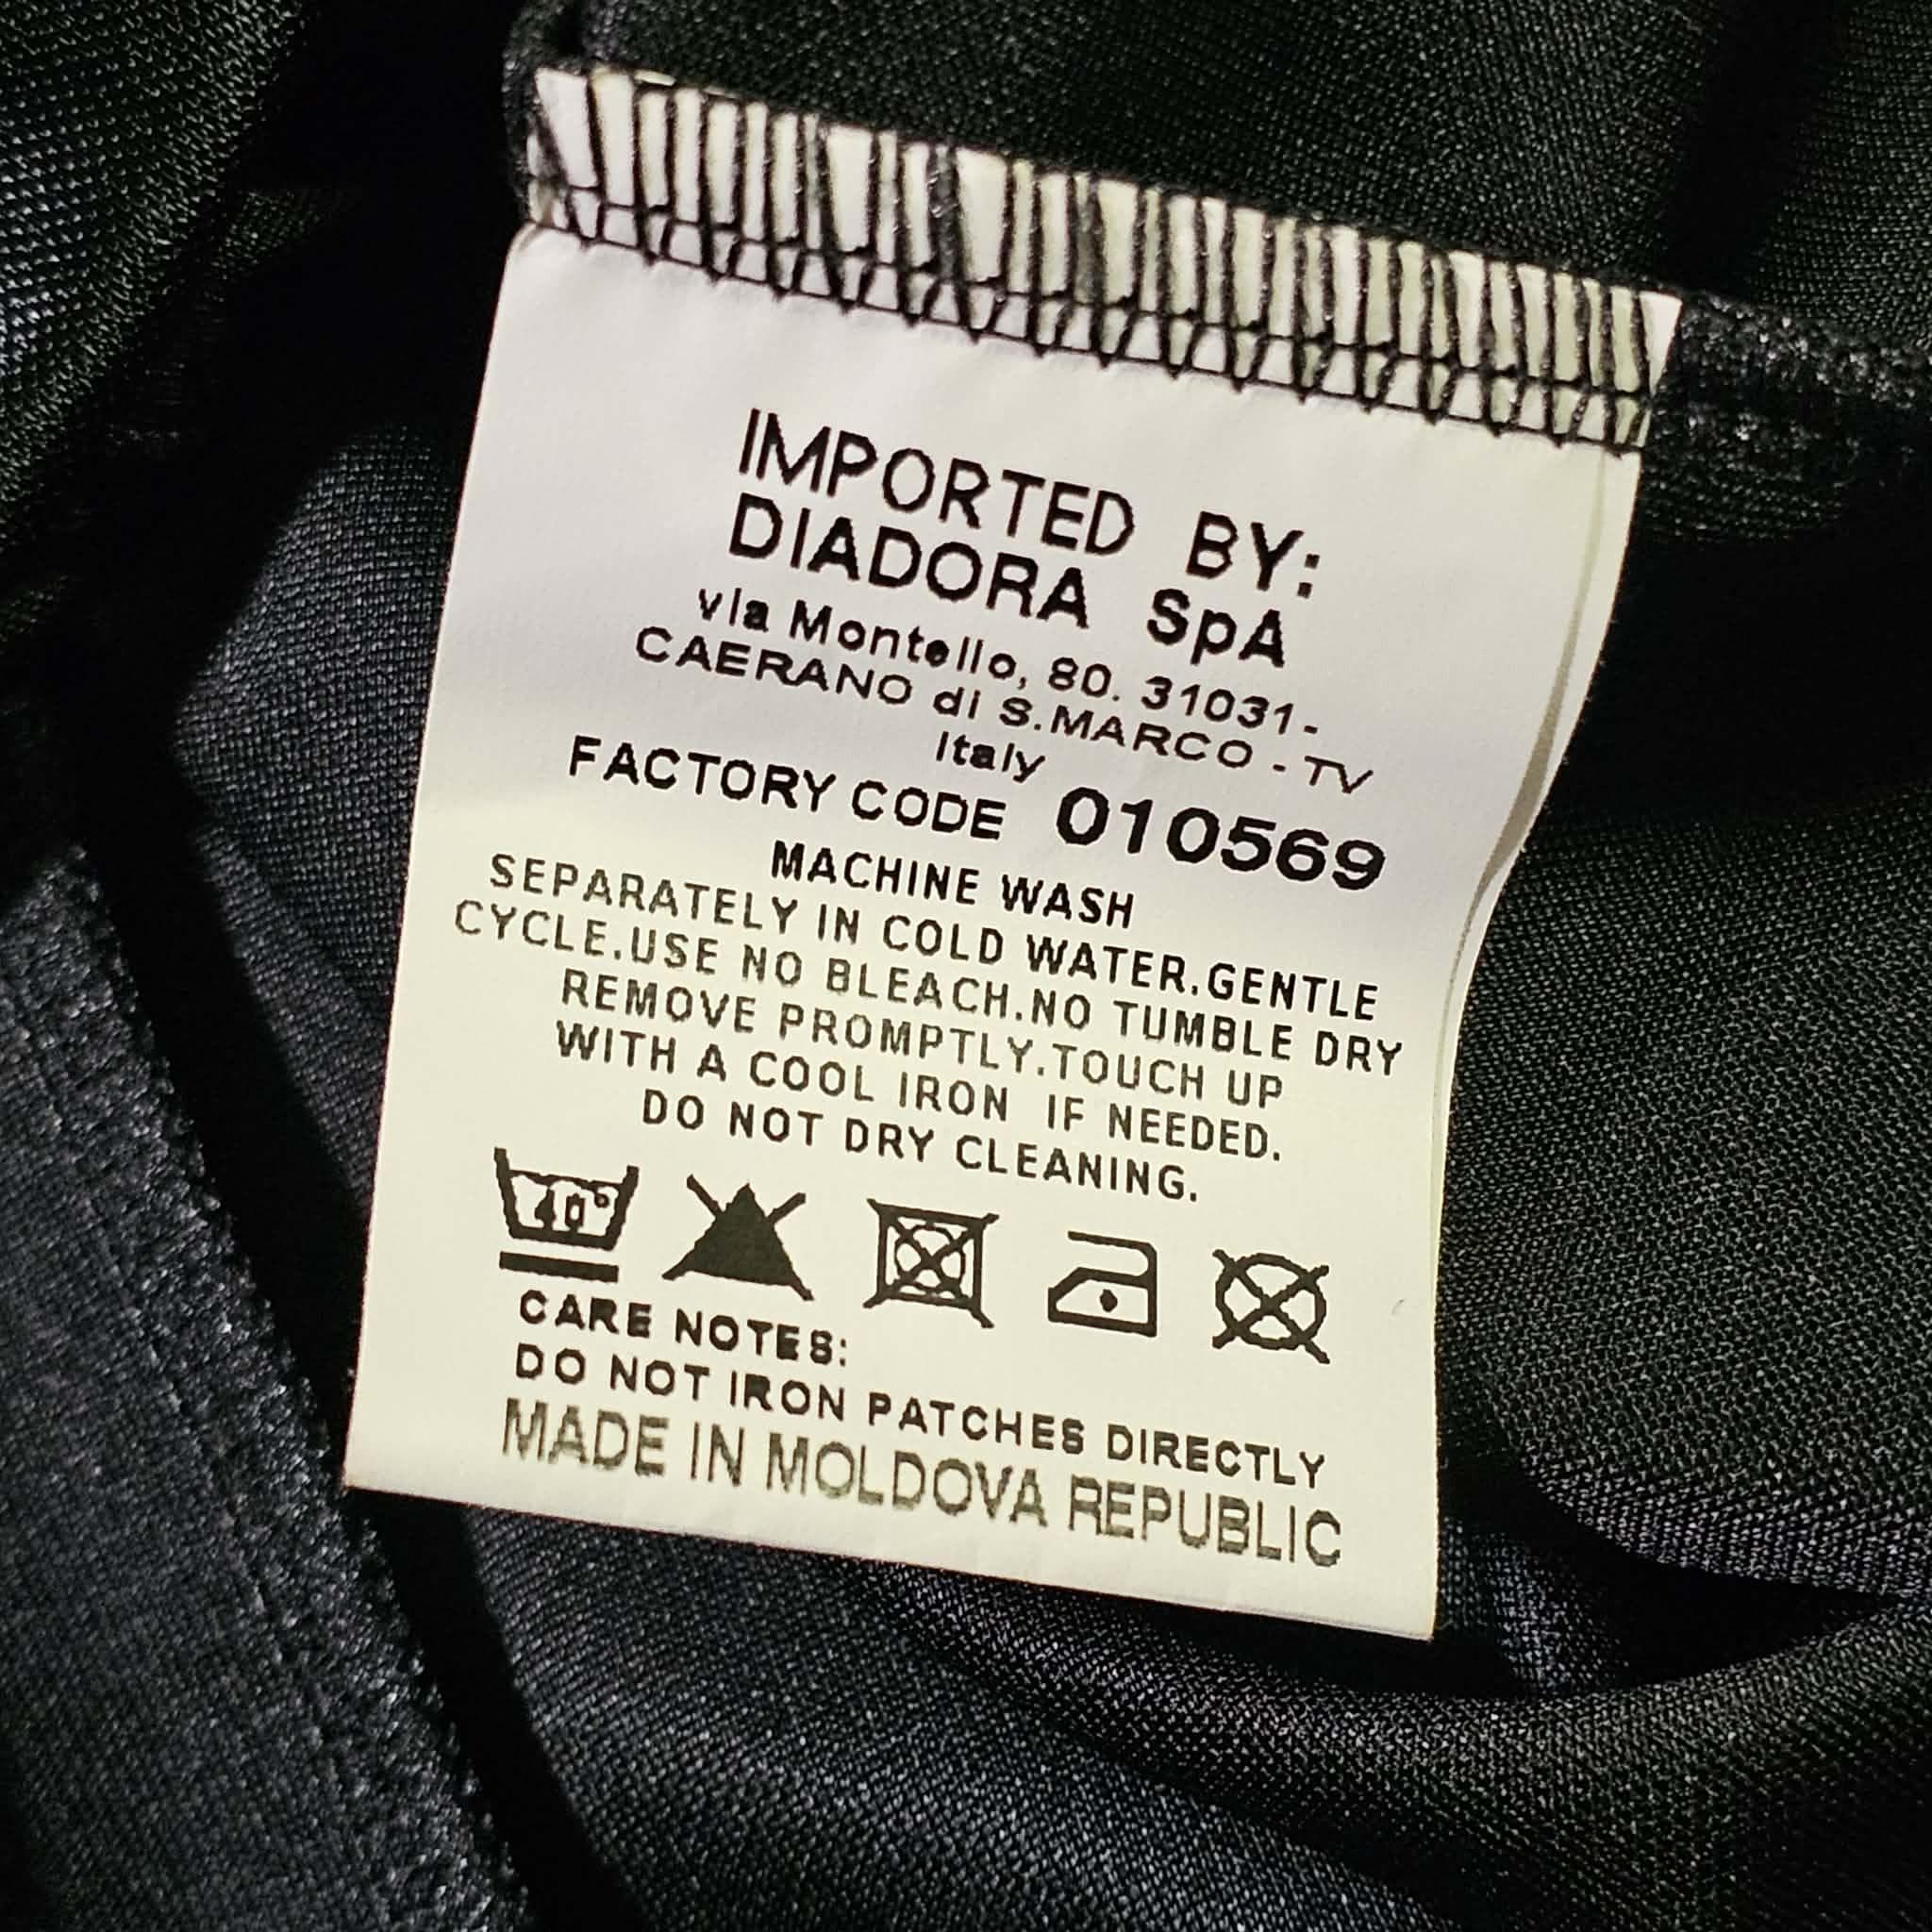 IMPORTED BY:
DIADORA SpA
via Montello, 80. 31031-
CAERANO di S.MARCO - TV
Italy
FACTORY CODE 010569
MACHINE WASH
SEPARATELY IN COLD WATER.GENTLE
CYCLE.USE NO BLEACH.NO TUMBLE DRY
REMOVE PROMPTLY.TOUCH UP
WITH A COOL IRON IF NEEDED.
DO NOT DRY CLEANING.
40°
CARE NOTES:
DO NOT IRON PATCHES DIRECTLY
MADE IN MOLDOVA REPUBLIC